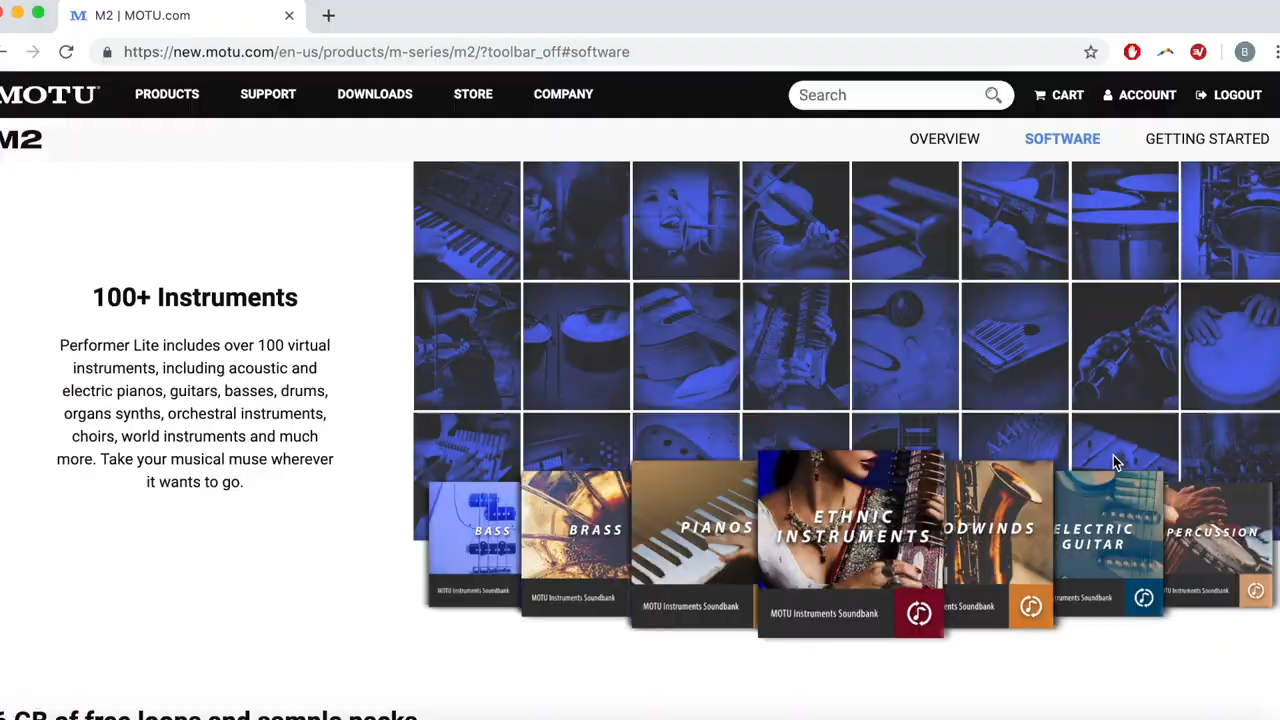 M2 | MOTU.com
https://new.motu.com/en-us/products/m-series/m2/?toolbar_off#software
B
MOTU
PRODUCTS
SUPPORT
DOWNLOADS
STORE
COMPANY
Search
CART
ACCOUNT
LOGOUT
M2
OVERVIEW
SOFTWARE
GETTING STARTED
100+ Instruments
Performer Lite includes over 100 virtual
instruments, including acoustic and
electric pianos, guitars, basses, drums,
organs synths, orchestral instruments,
choirs, world instruments and much
more. Take your musical muse wherever
it wants to go.
BASS
MOTU Instruments Soundbank
BRASS
MOTU Instruments Soundbank
PIANOS
MOTU Instruments Soundbank
ETHNIC
INSTRUMENTS
MOTU Instruments Soundbank
ODWINDS
ents Soundbank
ELECTRIC
GUITAR
uments Soundbank
PERCUSSION
TU Instruments Soundbank
GB of free loops and sample packs